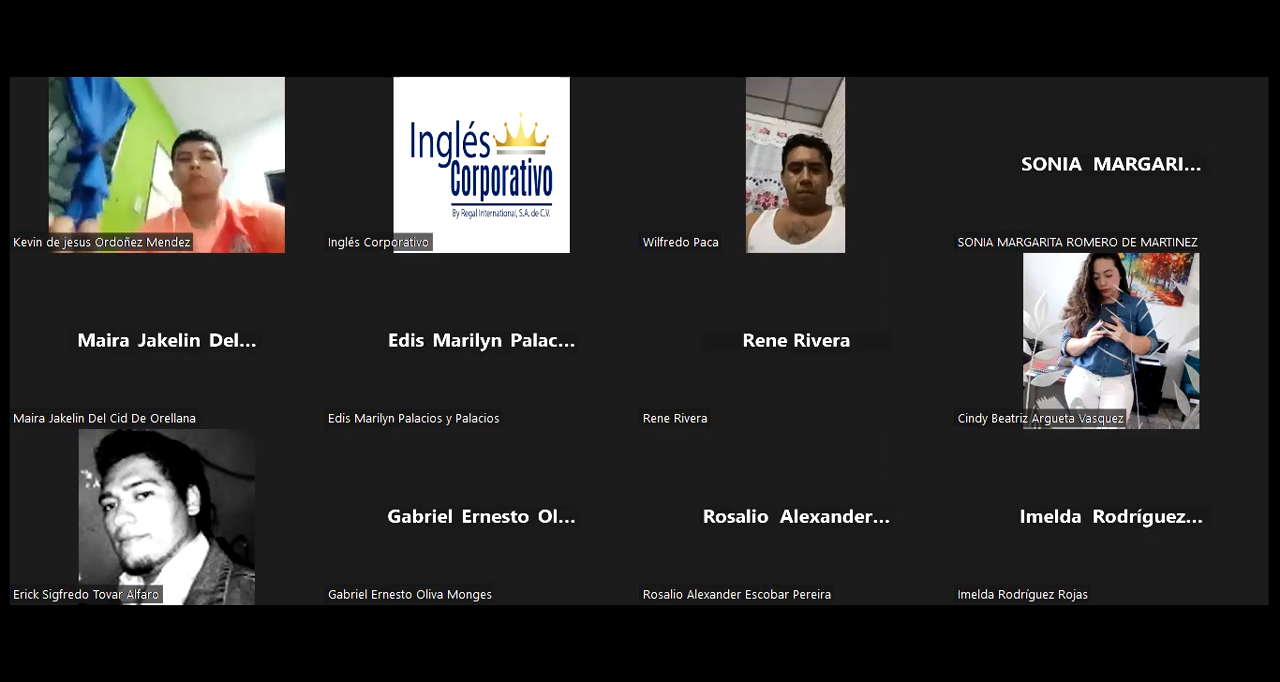 Inglés
Corporativo
By Regal International, S.A. de C.V.
Kevin de jesus Ordoñez Mendez
Inglés Corporativo
Wilfredo Paca
SONIA MARGARI...
SONIA MARGARITA ROMERO DE MARTINEZ
Maira Jakelin Del...
Maira Jakelin Del Cid De Orellana
Edis Marilyn Palac...
Edis Marilyn Palacios y Palacios
Rene Rivera
Rene Rivera
Cindy Beatriz Argueta Vasquez
Erick Sigfredo Tovar Alfaro
Gabriel Ernesto Ol...
Gabriel Ernesto Oliva Monges
Rosalio Alexander...
Rosalio Alexander Escobar Pereira
Imelda Rodríguez...
Imelda Rodríguez Rojas